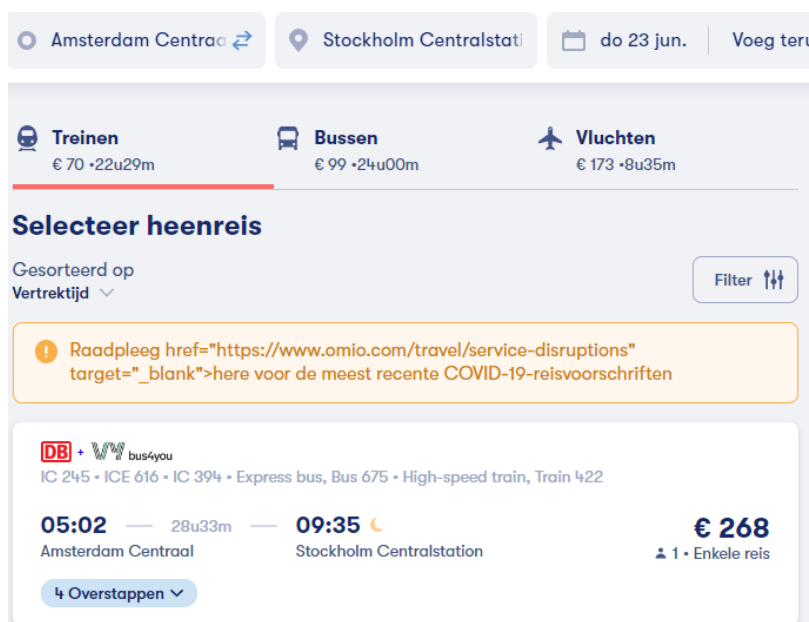 Amsterdam Centraa Stockholm Centralstati do 23 jun. Voeg teru
Treinen Bussen Vluchten
€ 70 •22u29m € 99 •24u00m € 173 •8u35m
Selecteer heenreis
Gesorteerd op
Vertrektijd
Filter
Raadpleeg href="https://www.omio.com/travel/service-disruptions"
target="_blank">here voor de meest recente COVID-19-reisvoorschriften
DB + VY bus4you
IC 245 • ICE 616 • IC 394 • Express bus, Bus 675 • High-speed train, Train 422
05:02 — 28u33m — 09:35 € 268
Amsterdam Centraal Stockholm Centralstation 1 • Enkele reis
4 Overstappen